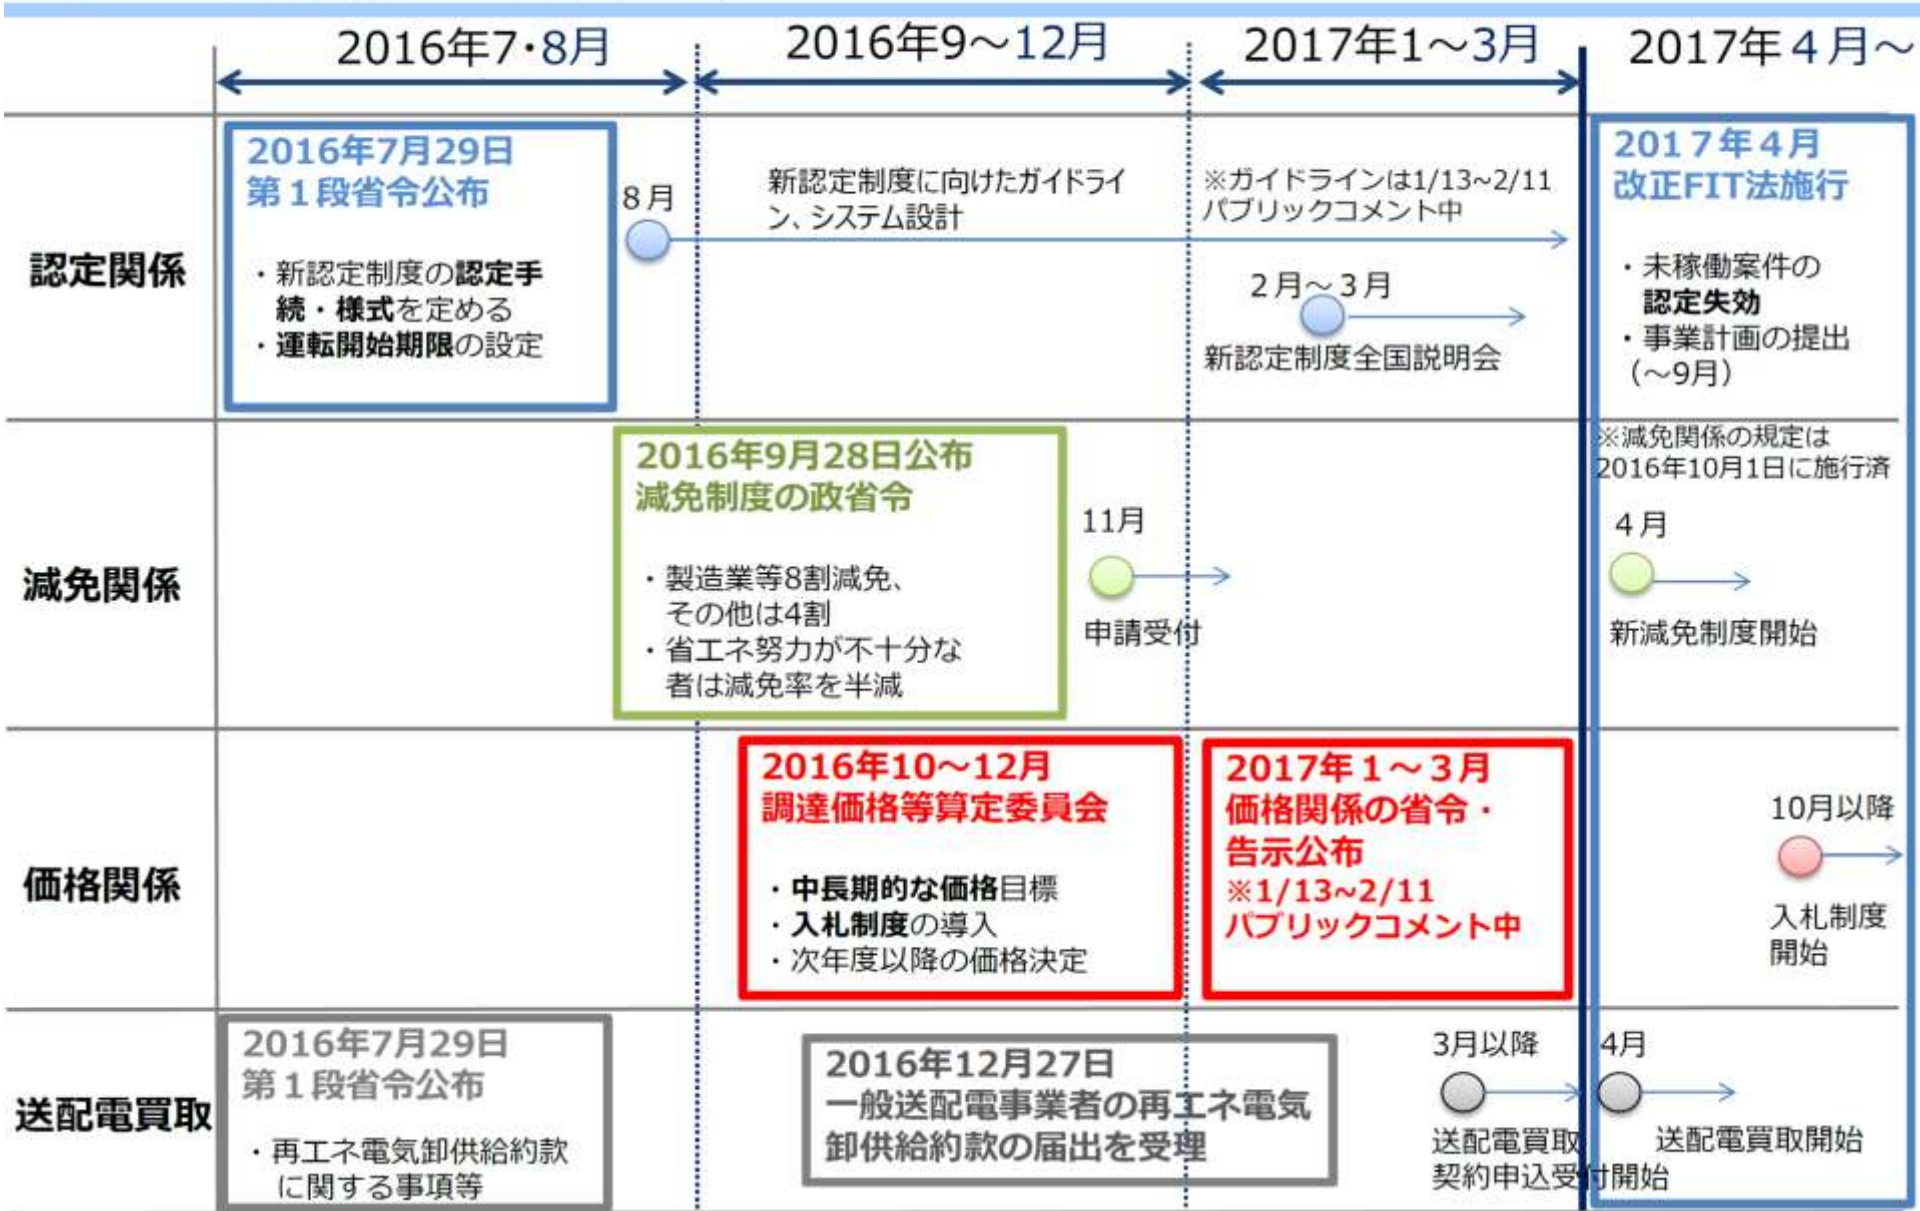 2016年7・8月
2016年9～12月
2017年1～3月
2017年４月～
認定関係
2016年7月29日
第１段省令公布
・新認定制度の認定手
続・様式を定める
・運転開始期限の設定
８月
新認定制度に向けたガイドライ
ン、システム設計
※ガイドラインは1/13~2/11
パブリックコメント中
２月～３月
新認定制度全国説明会
2017年４月
改正FIT法施行
・未稼働案件の
認定失効
・事業計画の提出
（～9月）
減免関係
2016年9月28日公布
減免制度の政省令
・製造業等8割減免、
その他は4割
・省エネ努力が不十分な
者は減免率を半減
11月
申請受付
※減免関係の規定は
2016年10月1日に施行済
４月
新減免制度開始
価格関係
2016年10～12月
調達価格等算定委員会
・中長期的な価格目標
・入札制度の導入
・次年度以降の価格決定
2017年１～３月
価格関係の省令・
告示公布
※1/13~2/11
パブリックコメント中
10月以降
入札制度
開始
送配電買取
2016年7月29日
第１段省令公布
・再エネ電気卸供給約款
に関する事項等
2016年12月27日
一般送配電事業者の再エネ電気
卸供給約款の届出を受理
3月以降
送配電買取
契約申込受付開始
4月
送配電買取開始